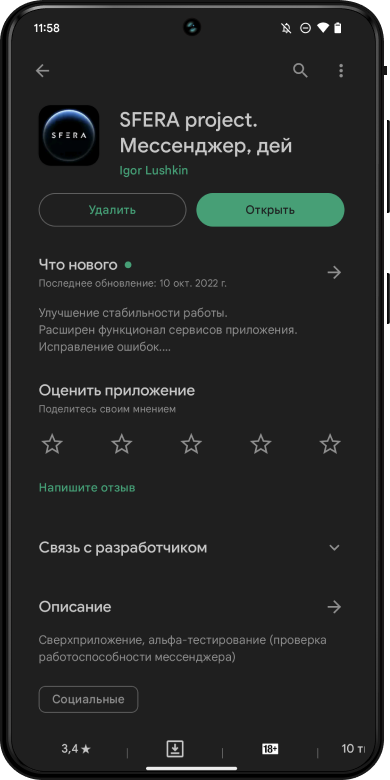 11:58
SFERA
SFERA project.
Мессенджер, дей
Igor Lushkin
Удалить
Открыть
Что нового
Последнее обновление: 10 окт. 2022 г.
Улучшение стабильности работы.
Расширен функционал сервисов приложения.
Исправление ошибок....
Оценить приложение
Поделитесь своим мнением
Напишите отзыв
Связь с разработчиком
Описание
Сверхприложение, альфа-тестирование (проверка
работоспособности мессенджера)
Социальные
3,4★
18+
10 т